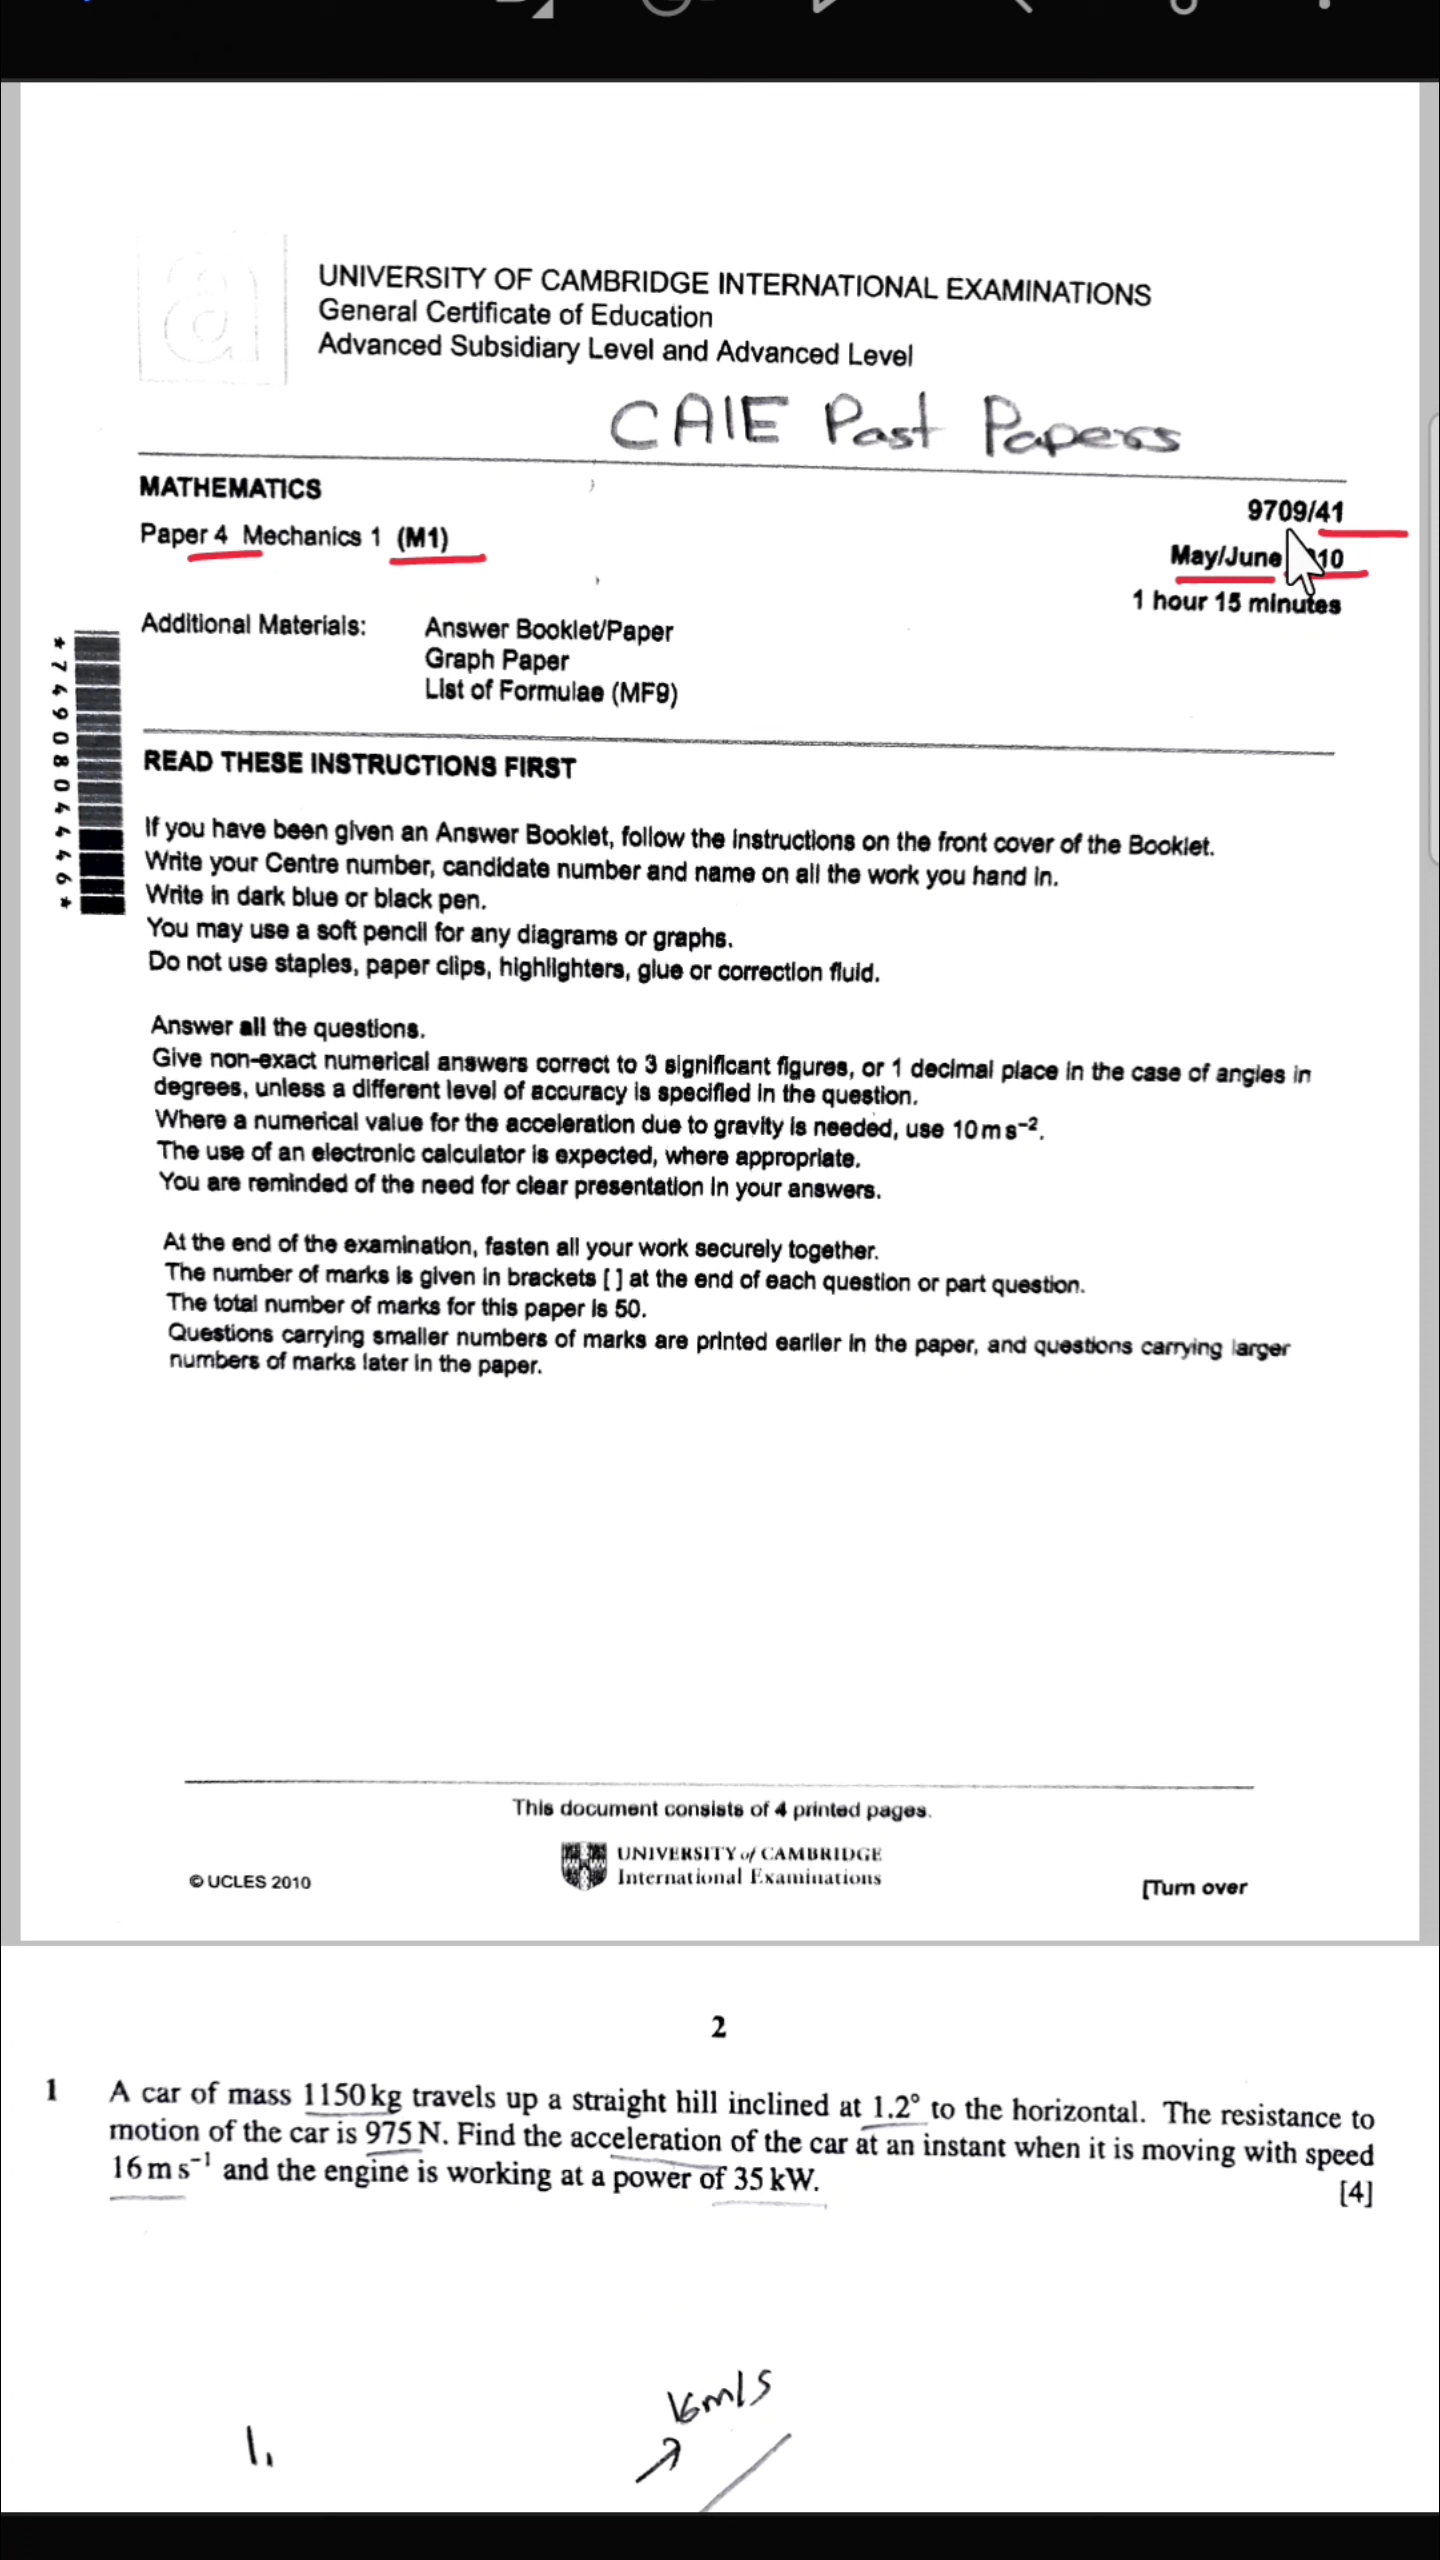 UNIVERSITY OF CAMBRIDGE INTERNATIONAL EXAMINATIONS
General Certificate of Education
Advanced Subsidiary Level and Advanced Level
CAIE Past Papers
MATHEMATICS
9709/41
Paper 4 Mechanics 1 (M1)
May/June 10
1 hour 15 minutes
Additional Materials: Answer Booklet/Paper
Graph Paper
List of Formulae (MF9)
*7490804446*
READ THESE INSTRUCTIONS FIRST
If you have been given an Answer Booklet, follow the instructions on the front cover of the Booklet.
Write your Centre number, candidate number and name on all the work you hand in.
Write in dark blue or black pen.
You may use a soft pencil for any diagrams or graphs.
Do not use staples, paper clips, highlighters, glue or correction fluid.
Answer all the questions.
Give non-exact numerical answers correct to 3 significant figures, or 1 decimal place in the case of angles in
degrees, unless a different level of accuracy is specified in the question.
Where a numerical value for the acceleration due to gravity is needed, use 10 m s⁻².
The use of an electronic calculator is expected, where appropriate.
You are reminded of the need for clear presentation in your answers.
At the end of the examination, fasten all your work securely together.
The number of marks is given in brackets [ ] at the end of each question or part question.
The total number of marks for this paper is 50.
Questions carrying smaller numbers of marks are printed earlier in the paper, and questions carrying larger
numbers of marks later in the paper.
This document consists of 4 printed pages.
© UCLES 2010
UNIVERSITY of CAMBRIDGE
International Examinations
[Turn over
2
1 A car of mass 1150 kg travels up a straight hill inclined at 1.2° to the horizontal. The resistance to
motion of the car is 975 N. Find the acceleration of the car at an instant when it is moving with speed
16 m s⁻¹ and the engine is working at a power of 35 kW.
[4]
16m/s
1.